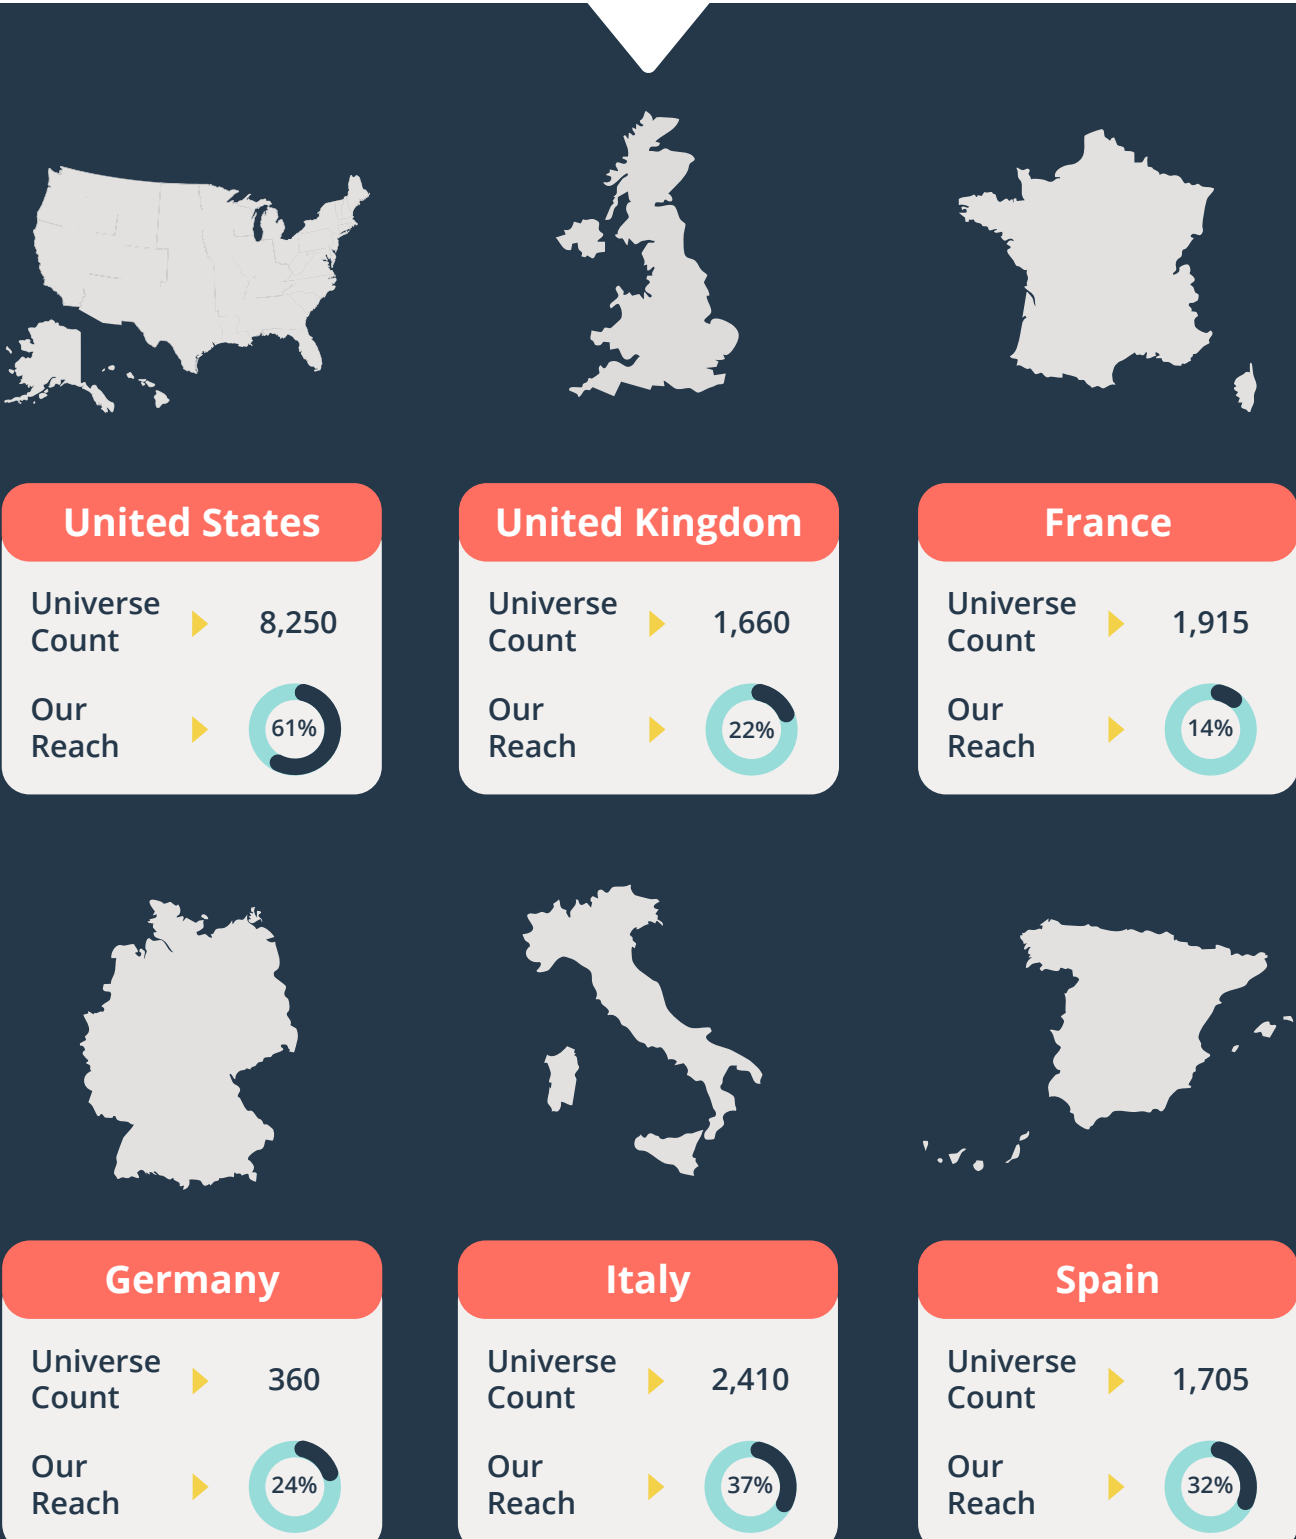 United States
Universe
Count
8,250
Our
Reach
61%
United Kingdom
Universe
Count
1,660
Our
Reach
22%
France
Universe
Count
1,915
Our
Reach
14%
Germany
Universe
Count
360
Our
Reach
24%
Italy
Universe
Count
2,410
Our
Reach
37%
Spain
Universe
Count
1,705
Our
Reach
32%